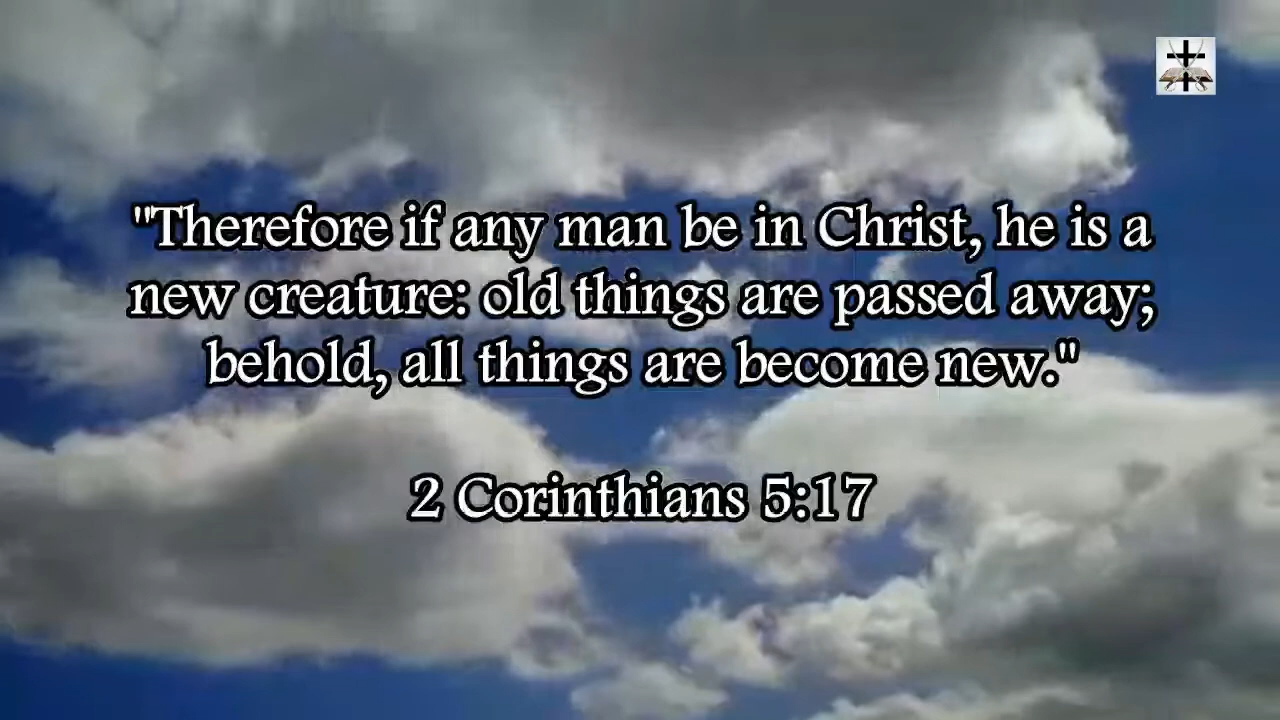 "Therefore if any man be in Christ, he is a
new creature: old things are passed away;
behold, all things are become new."
2 Corinthians 5:17